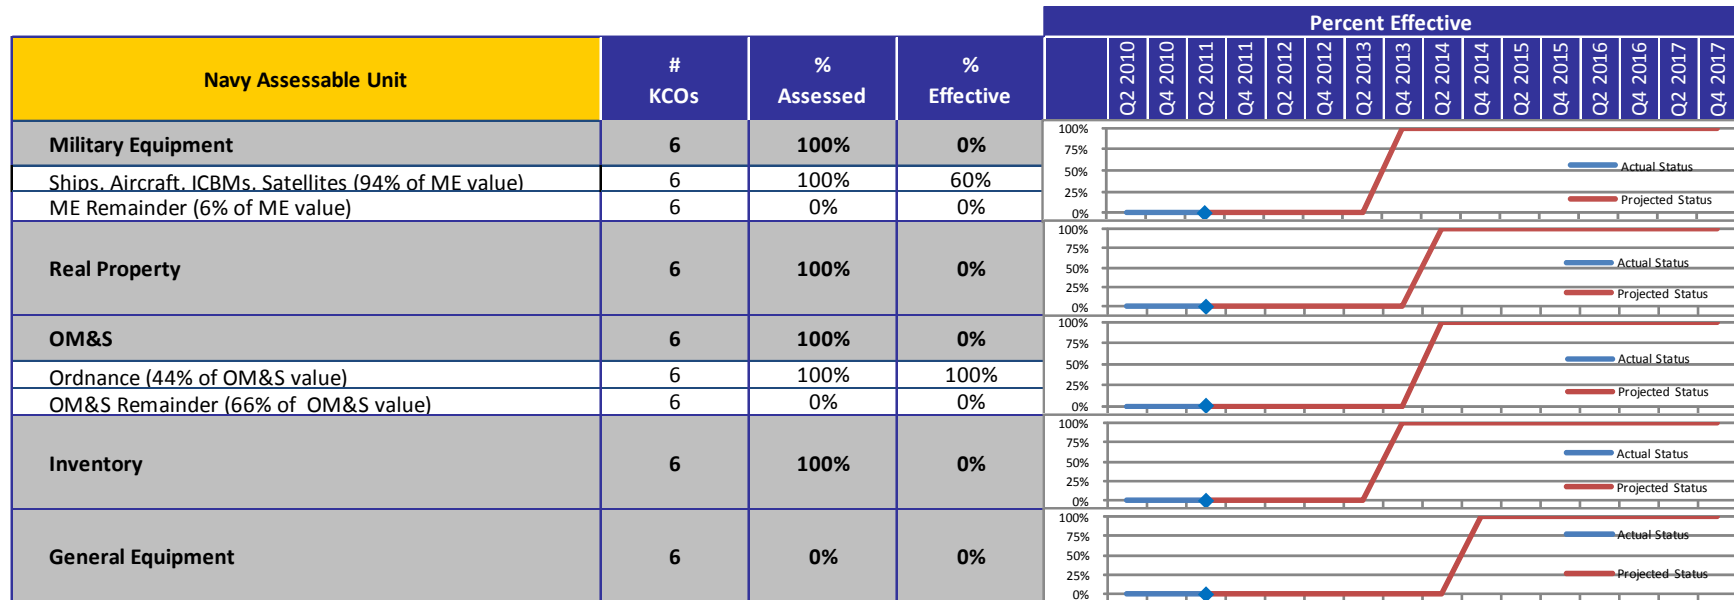 Percent Effective
Navy Assessable Unit
#
KCOs
%
Assessed
%
Effective
Q2 2010
Q4 2010
Q2 2011
Q4 2011
Q2 2012
Q4 2012
Q2 2013
Q4 2013
Q2 2014
Q4 2014
Q2 2015
Q4 2015
Q2 2016
Q4 2016
Q2 2017
Q4 2017
Military Equipment 6 100% 0%
Ships, Aircraft, ICBMs, Satellites (94% of ME value) 6 100% 60%
ME Remainder (6% of ME value) 6 0% 0%
100%
75%
50%
25%
0%
Actual Status
Projected Status
Real Property 6 100% 0%
100%
75%
50%
25%
0%
Actual Status
Projected Status
OM&S 6 100% 0%
Ordnance (44% of OM&S value) 6 100% 100%
OM&S Remainder (66% of OM&S value) 6 0% 0%
100%
75%
50%
25%
0%
Actual Status
Projected Status
Inventory 6 100% 0%
100%
75%
50%
25%
0%
Actual Status
Projected Status
General Equipment 6 0% 0%
100%
75%
50%
25%
0%
Actual Status
Projected Status